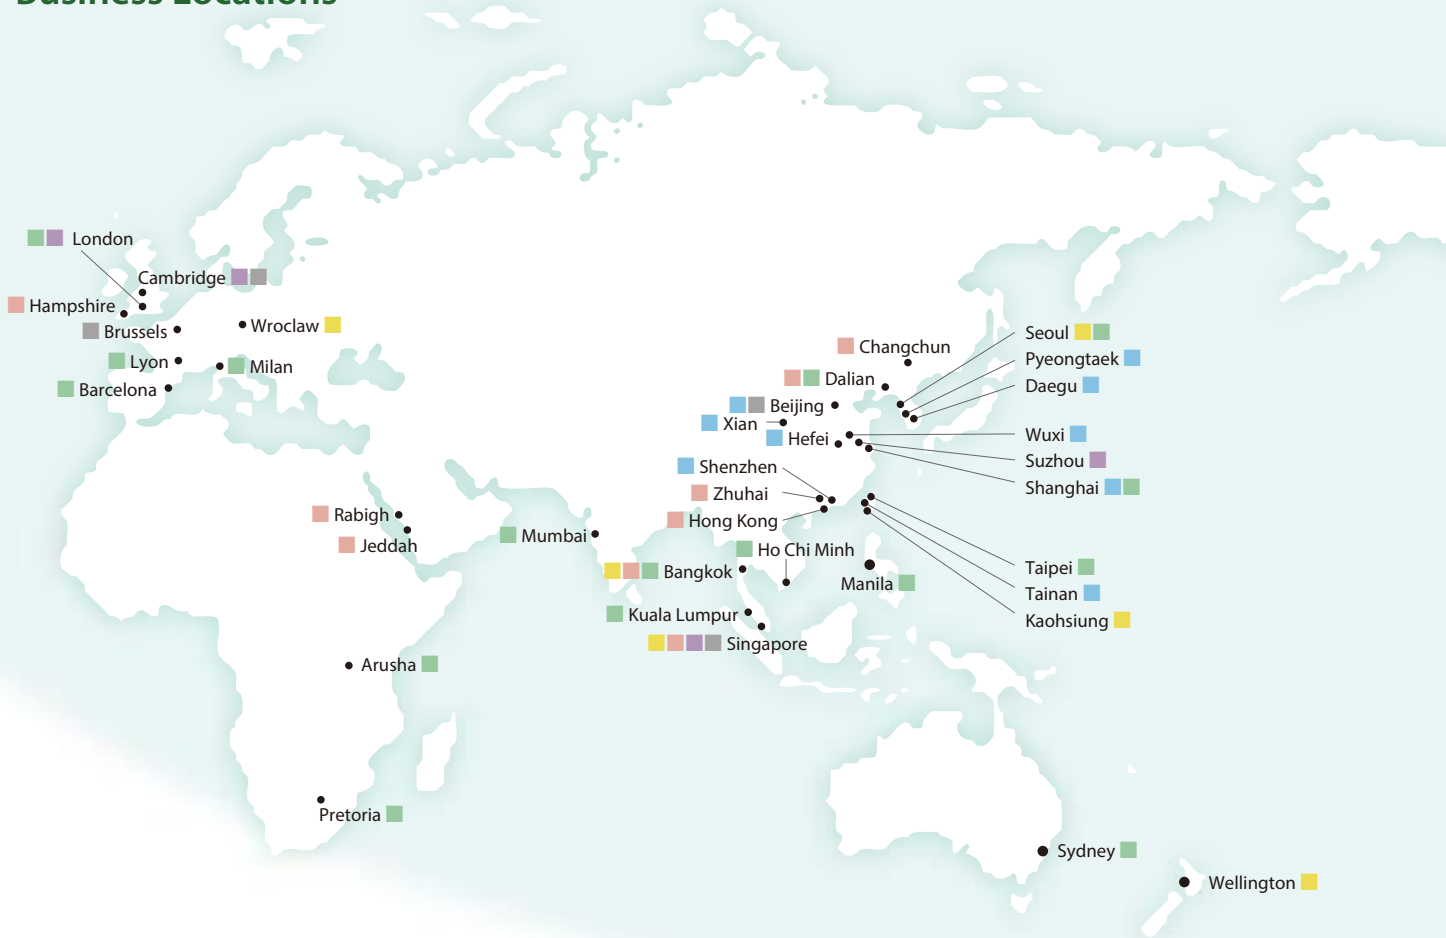 Business Locations
London
Cambridge
Hampshire
Brussels
Wroclaw
Lyon
Milan
Barcelona
Changchun
Dalian
Beijing
Xian
Hefei
Shenzhen
Zhuhai
Hong Kong
Seoul
Pyeongtaek
Daegu
Wuxi
Suzhou
Shanghai
Rabigh
Jeddah
Mumbai
Ho Chi Minh
Bangkok
Manila
Kuala Lumpur
Singapore
Taipei
Tainan
Kaohsiung
Arusha
Pretoria
Sydney
Wellington